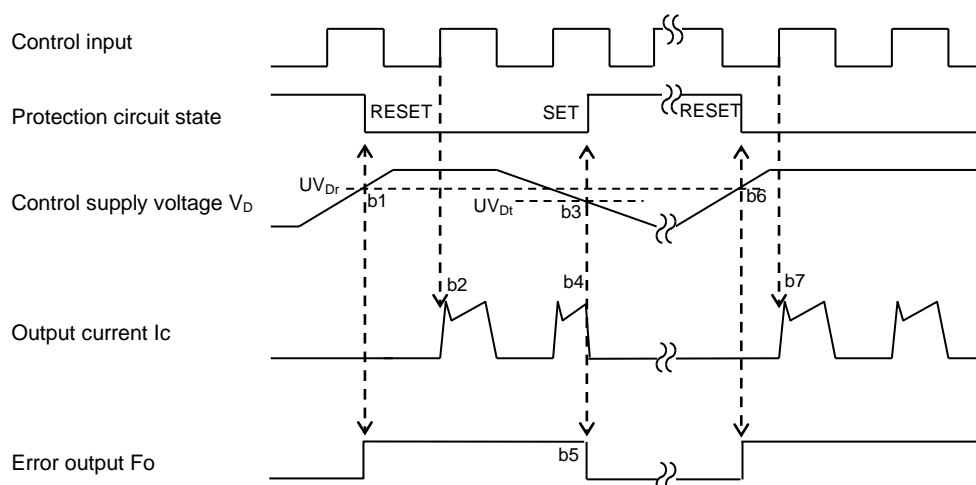 Control input
Protection circuit state
RESET
SET
RESET
Control supply voltage VD
UVDr
b1
UVDt
b3
b6
Output current Ic
b2
b4
b7
Error output Fo
b5